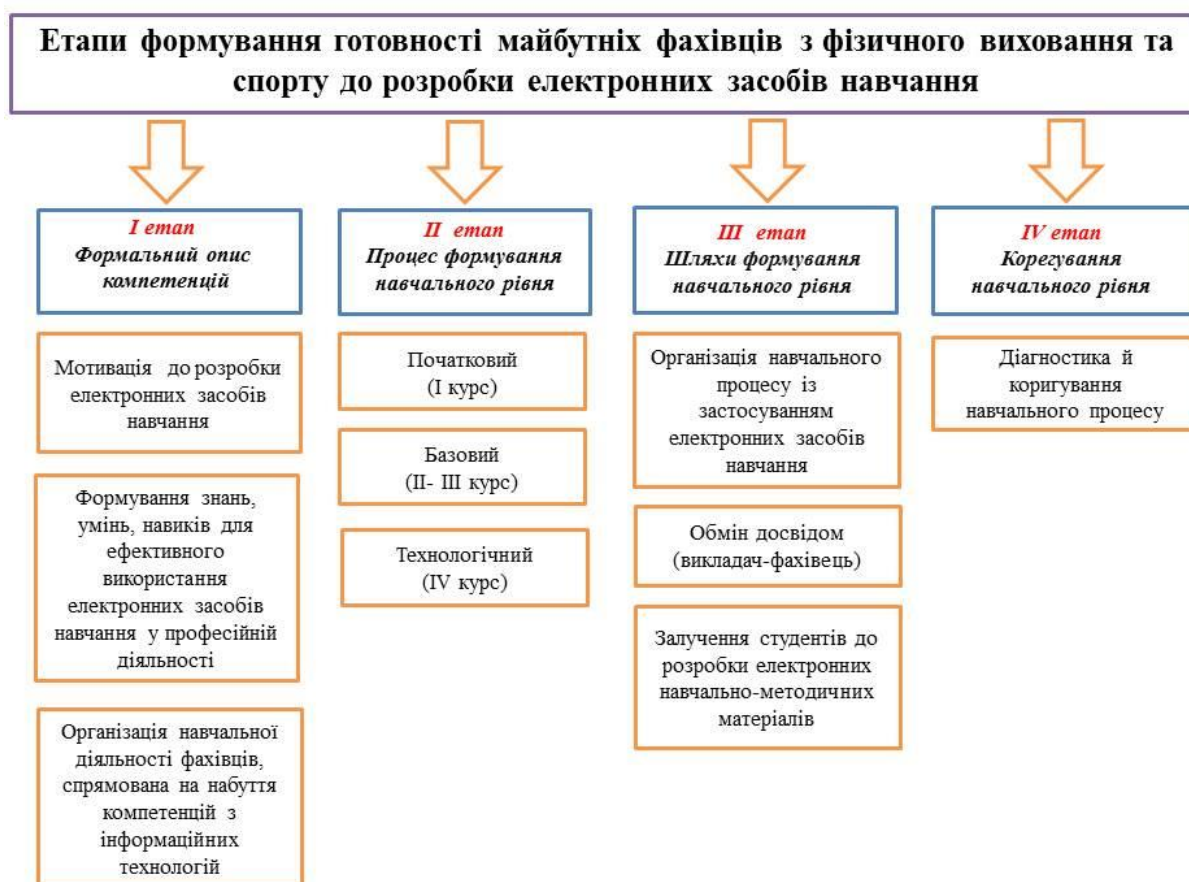 Етапи формування готовності майбутніх фахівців з фізичного виховання та
спорту до розробки електронних засобів навчання
I етап
Формальний опис
компетенцій
Мотивація до розробки
електронних засобів
навчання
Формування знань,
умінь, навиків для
ефективного
використання
електронних засобів
навчання у професійній
діяльності
Організація навчальної
діяльності фахівців,
спрямована на набуття
компетенцій з
інформаційних
технологій
II етап
Процес формування
навчального рівня
Початковий
(I курс)
Базовий
(II- III курс)
Технологічний
(IV курс)
III етап
Шляхи формування
навчального рівня
Організація навчального
процесу із
застосуванням
електронних засобів
навчання
Обмін досвідом
(викладач-фахівець)
Залучення студентів до
розробки електронних
навчально-методичних
матеріалів
IV етап
Корегування
навчального рівня
Діагностика й
коригування
навчального процесу